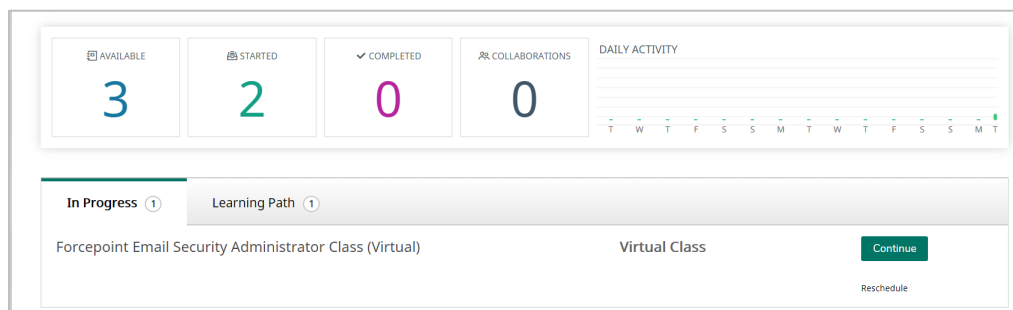 AVAILABLE
3
STARTED
2
COMPLETED
0
COLLABORATIONS
0
DAILY ACTIVITY
T W T F S S M T W T F S S M T
In Progress 1
Learning Path 1
Forcepoint Email Security Administrator Class (Virtual) Virtual Class Continue
Reschedule